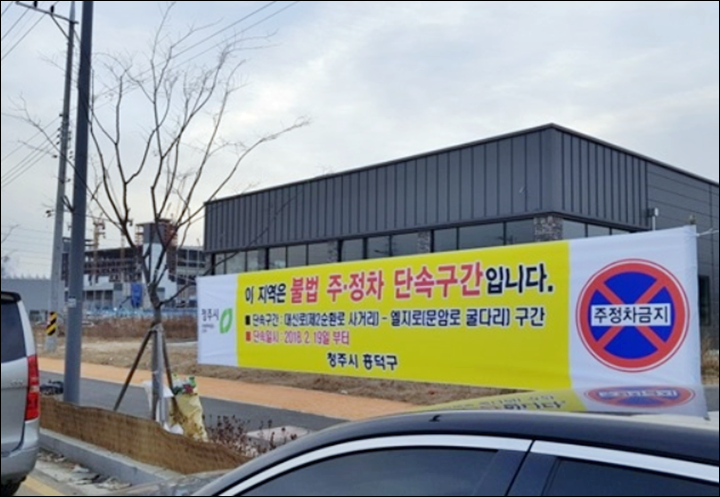 이 지역은 불법 주·정차 단속구간입니다.
■ 단속구간 : 대신로(제2순환로 사거리) - 엘지로(문암로 굴다리) 구간
■ 단속일시 : 2018. 2. 19일 부터
청주시 흥덕구
청주시
주정차금지